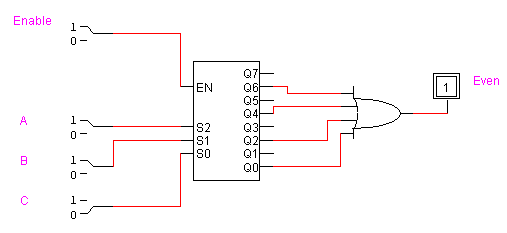 Enable
1
0
Q7
EN
Q6
Q5
Q4
1
Even
A
1
0
S2
Q3
S1
Q2
B
1
0
S0
Q1
Q0
C
1
0